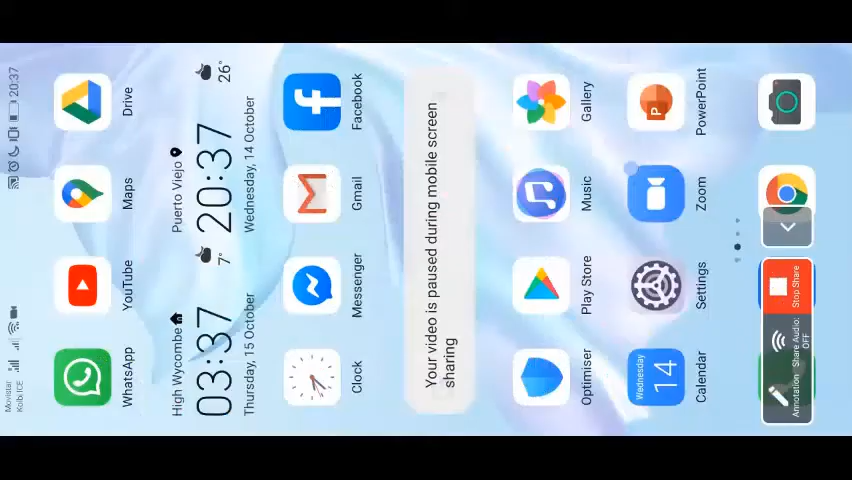 Movistar
Kolbi ICE
20:37
WhatsApp
YouTube
Maps
Drive
High Wycombe
Puerto Viejo
03:37
7°
20:37
26°
Thursday, 15 October
Wednesday, 14 October
Clock
Messenger
Gmail
Facebook
Your video is paused during mobile screen
sharing
Optimiser
Play Store
Music
Gallery
Wednesday
14
P
Calendar
Settings
Zoom
PowerPoint
Annotation
Share Audio:
OFF
Stop Share